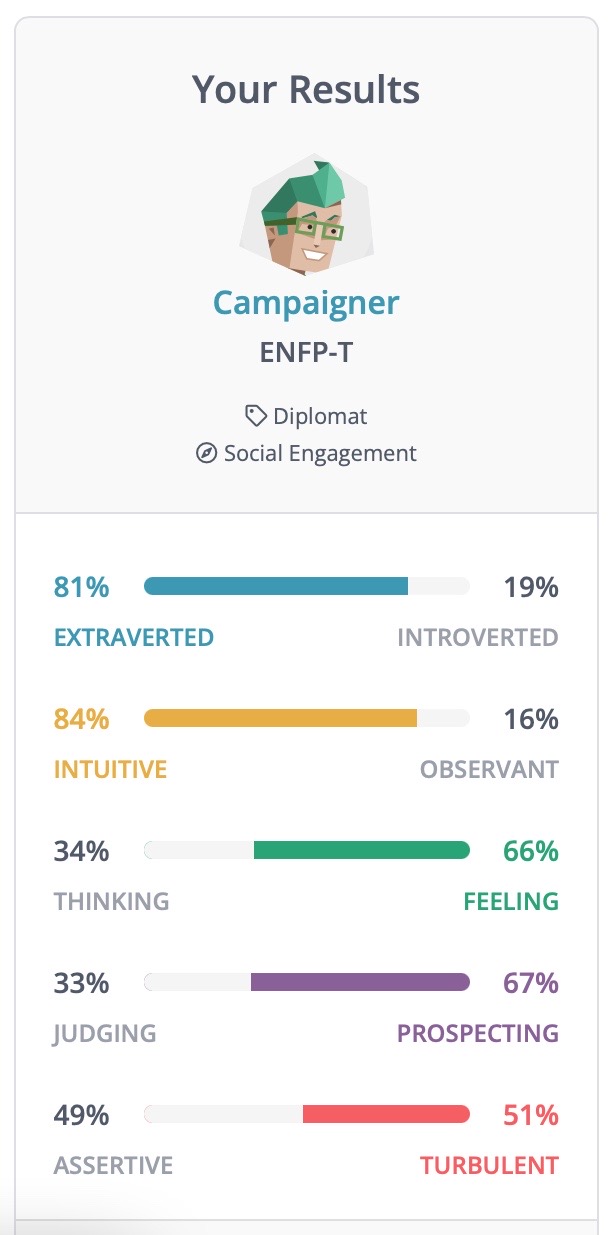 Your Results
Campaigner
ENFP-T
Diplomat
Social Engagement
81% 19%
EXTRAVERTED INTROVERTED
84% 16%
INTUITIVE OBSERVANT
34% 66%
THINKING FEELING
33% 67%
JUDGING PROSPECTING
49% 51%
ASSERTIVE TURBULENT